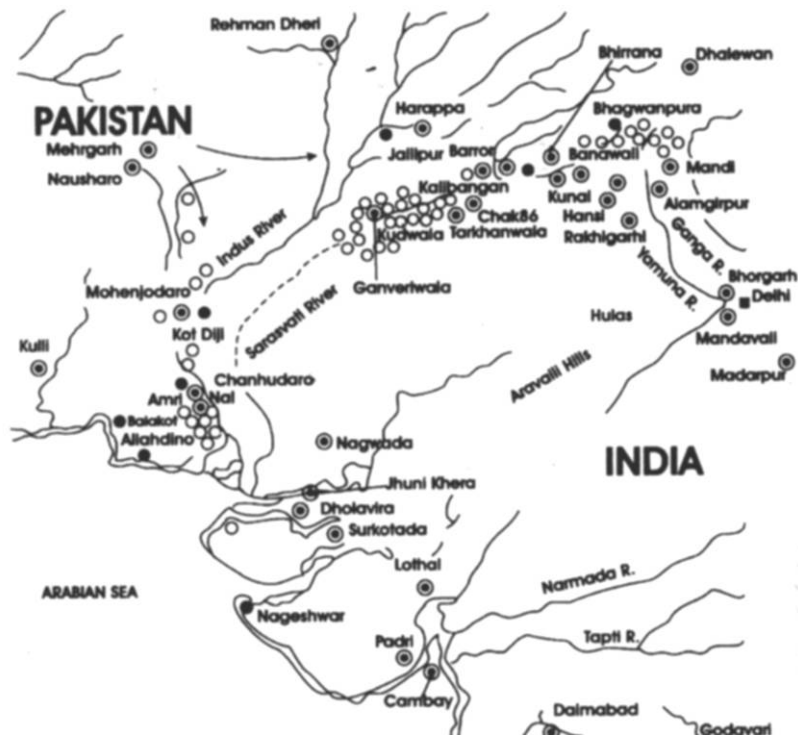 Rehman Dheri
Bhirrana
Dhalewan
PAKISTAN
Harappa
Bhagwanpura
Mehrgarh
Jalilpur
Barror
Banawali
Nausharo
Mandi
Kalibangan
Kunal
Alamgirpur
Chak86
Hansi
Indus River
Kudwala
Tarkhanwala
Rakhigarhi
Ganga R.
Yamuna R.
Ganveriwala
Bhorgarh
Mohenjodaro
Delhi
Sarasvati River
Hulas
Kot Diji
Mandavali
Kulli
Aravalli Hills
Madarpur
Chanhudaro
Amri
Nal
Balakot
Allahdino
Nagwada
INDIA
Jhuni Khera
Dholavira
Surkotada
Lothal
Narmada R.
ARABIAN SEA
Nageshwar
Padri
Tapti R.
Cambay
Daimabad
Godavari